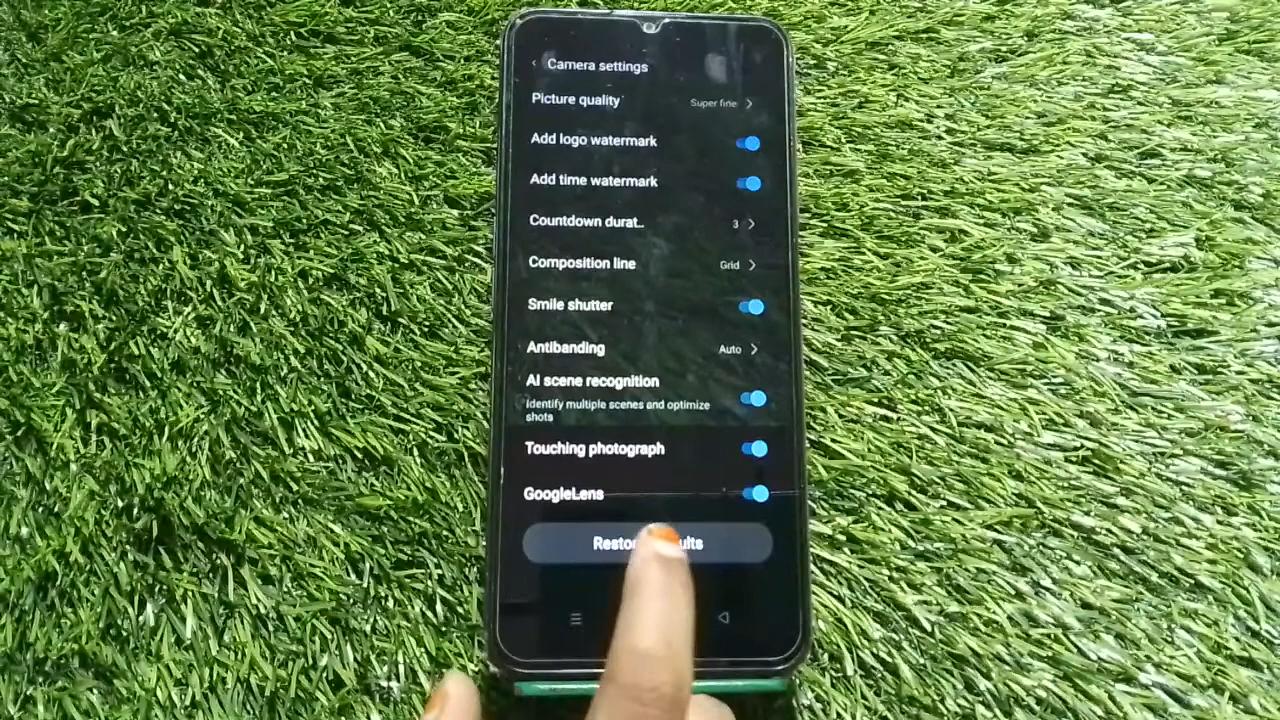 Camera settings
Picture quality Super fine
Add logo watermark
Add time watermark
Countdown durat..
3
Composition line Grid
Smile shutter
Antibanding Auto
AI scene recognition
Identify multiple scenes and optimize
shots
Touching photograph
GoogleLens